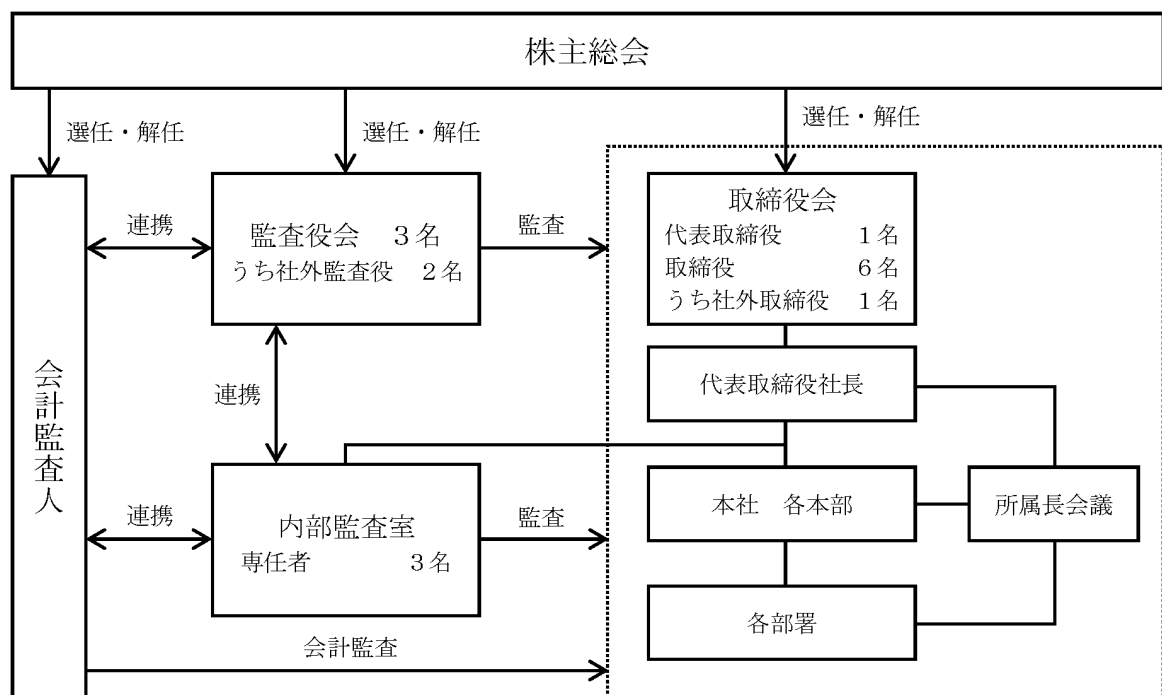 株主総会
選任・解任
選任・解任
選任・解任
会計監査人
連携
監査役会　３名
うち社外監査役　２名
監査
取締役会
代表取締役　１名
取締役　６名
うち社外取締役　１名
代表取締役社長
連携
連携
内部監査室
専任者　３名
監査
本社　各本部
所属長会議
各部署
会計監査